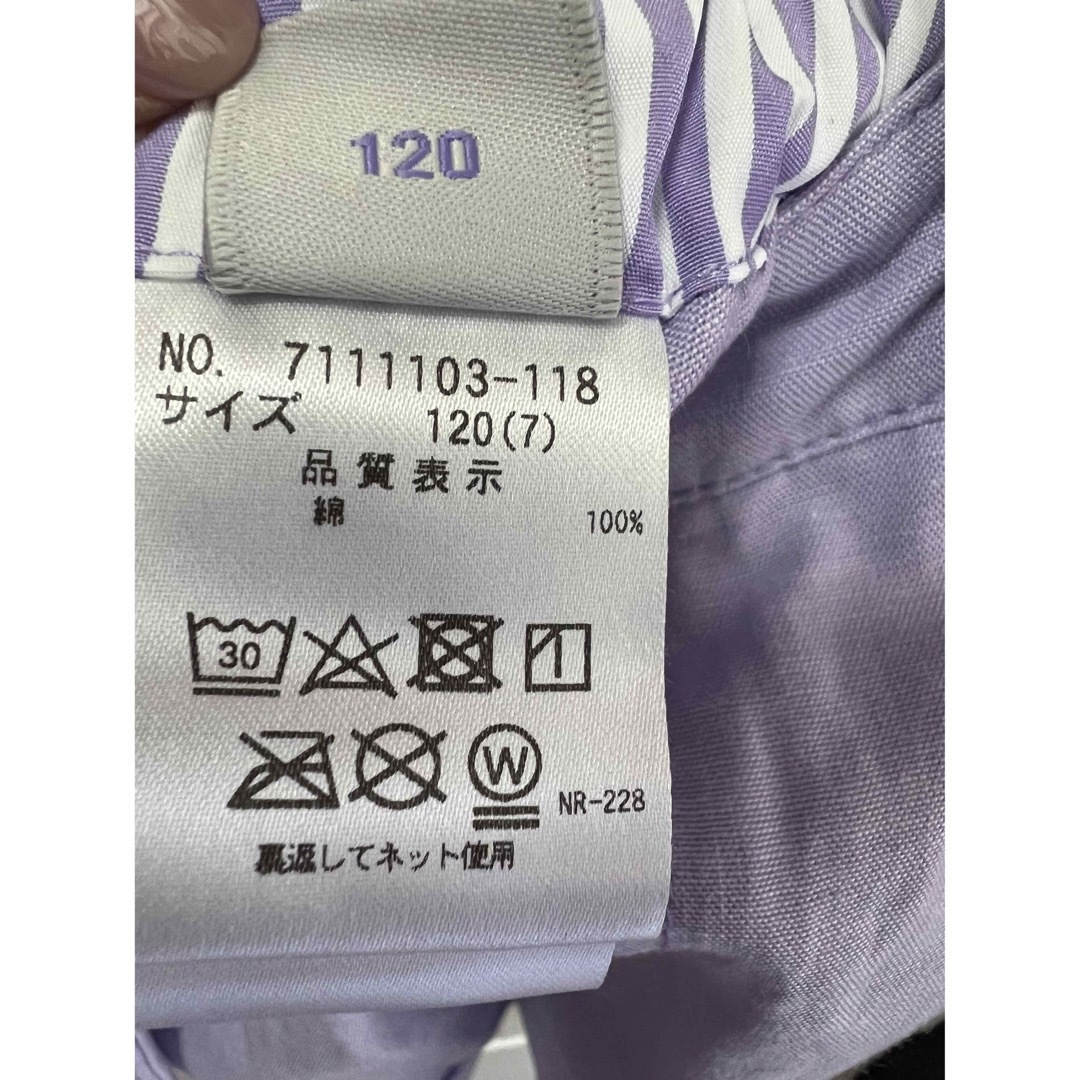 120
NO. 7111103-118
サイズ 120(7)
品質表示
綿 100%
30
W NR-228
裏返してネット使用